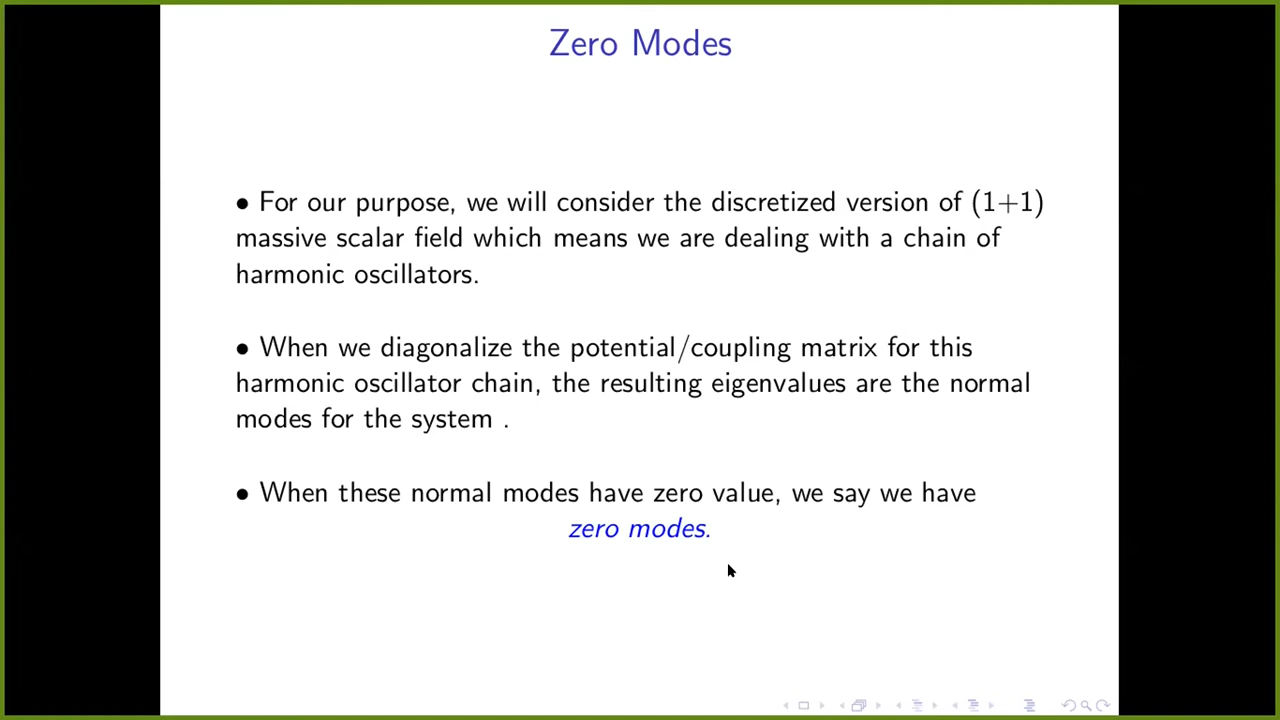 Zero Modes
• For our purpose, we will consider the discretized version of (1+1)
massive scalar field which means we are dealing with a chain of
harmonic oscillators.
• When we diagonalize the potential/coupling matrix for this
harmonic oscillator chain, the resulting eigenvalues are the normal
modes for the system .
• When these normal modes have zero value, we say we have
zero modes.